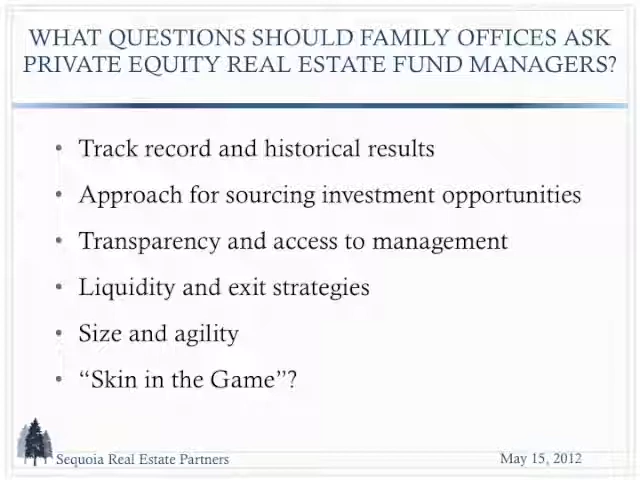 WHAT QUESTIONS SHOULD FAMILY OFFICES ASK
PRIVATE EQUITY REAL ESTATE FUND MANAGERS?
• Track record and historical results
• Approach for sourcing investment opportunities
• Transparency and access to management
• Liquidity and exit strategies
• Size and agility
• “Skin in the Game”?
Sequoia Real Estate Partners
May 15, 2012